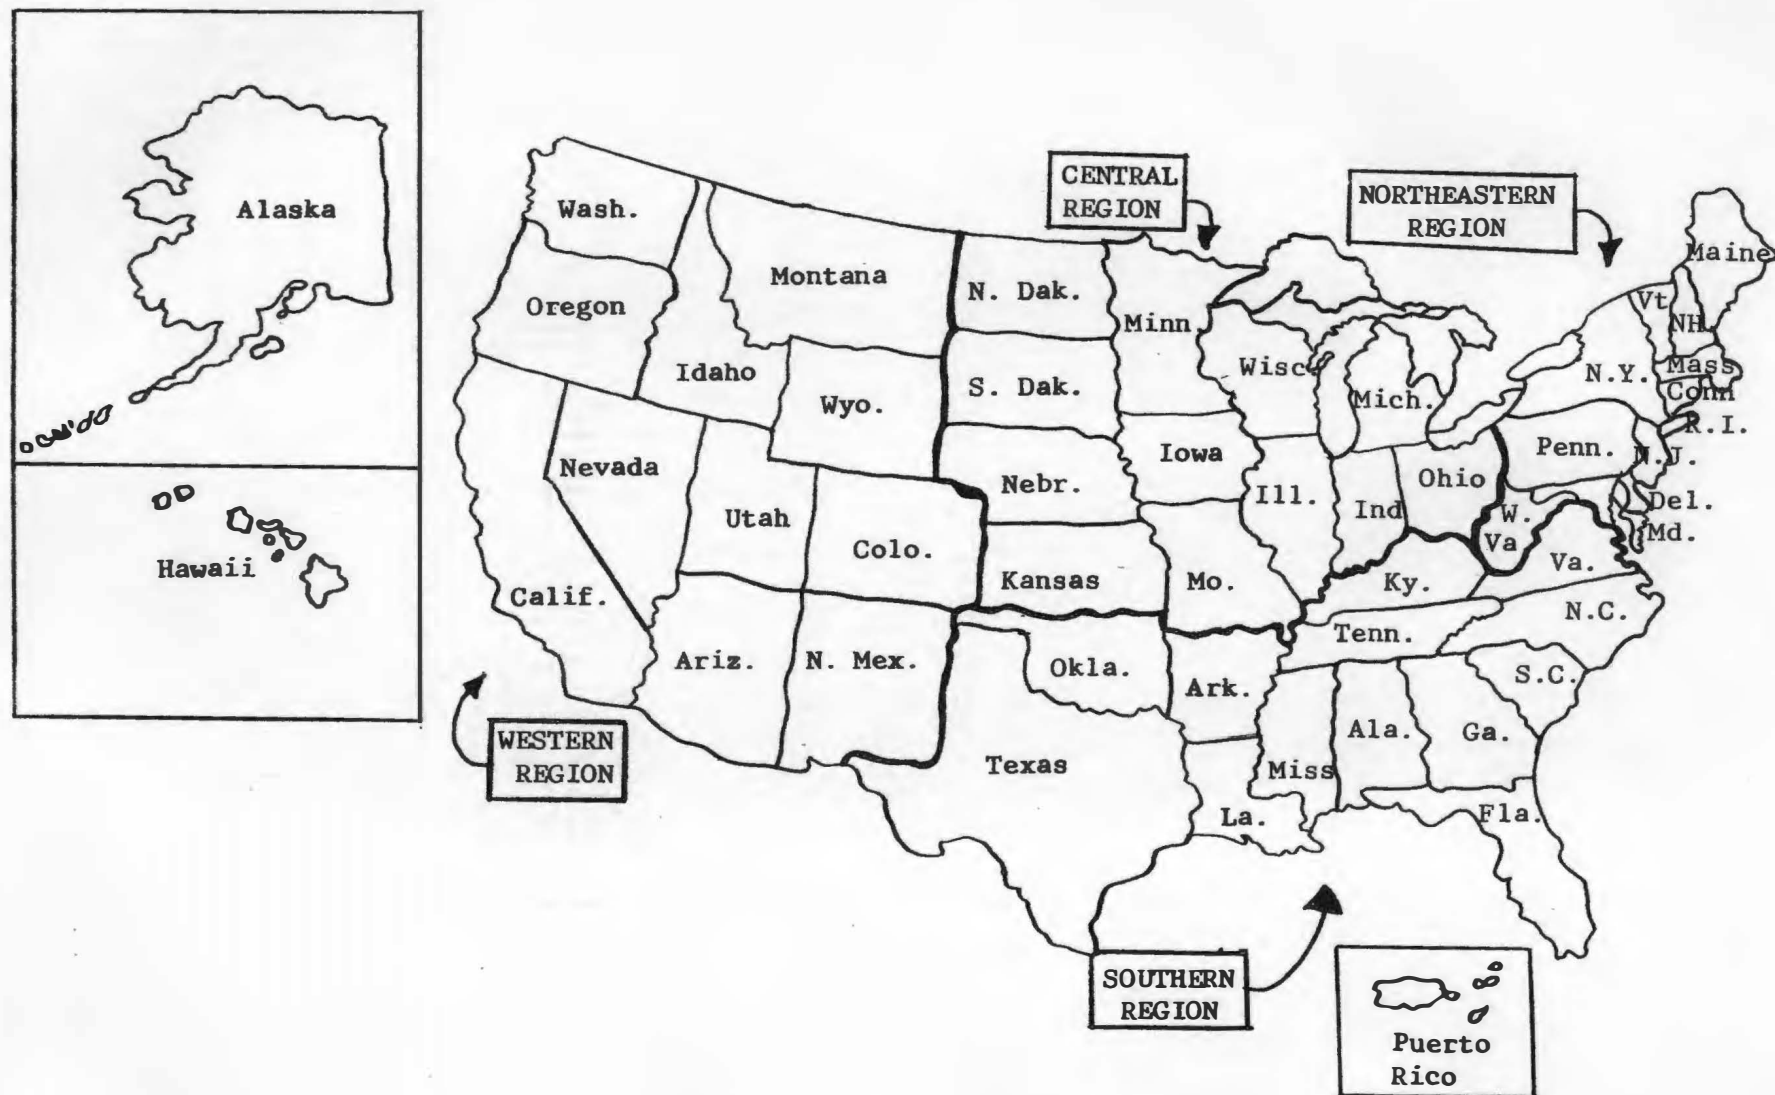 Alaska
Hawaii
CENTRAL
REGION
NORTHEASTERN
REGION
WESTERN
REGION
SOUTHERN
REGION
Puerto
Rico
Wash.
Oregon
Calif.
Nevada
Idaho
Montana
Wyo.
Utah
Colo.
Ariz.
N. Mex.
N. Dak.
S. Dak.
Nebr.
Kansas
Okla.
Texas
Minn
Iowa
Mo.
Ark.
La.
Wisc
Ill.
Mich.
Ind
Ohio
Ky.
Tenn.
Miss
Ala.
Ga.
Fla.
S.C.
N.C.
Va.
W.
Va
Penn.
N.Y.
Vt
NH
Maine
Mass
Conn
R.I.
N.J.
Del.
Md.